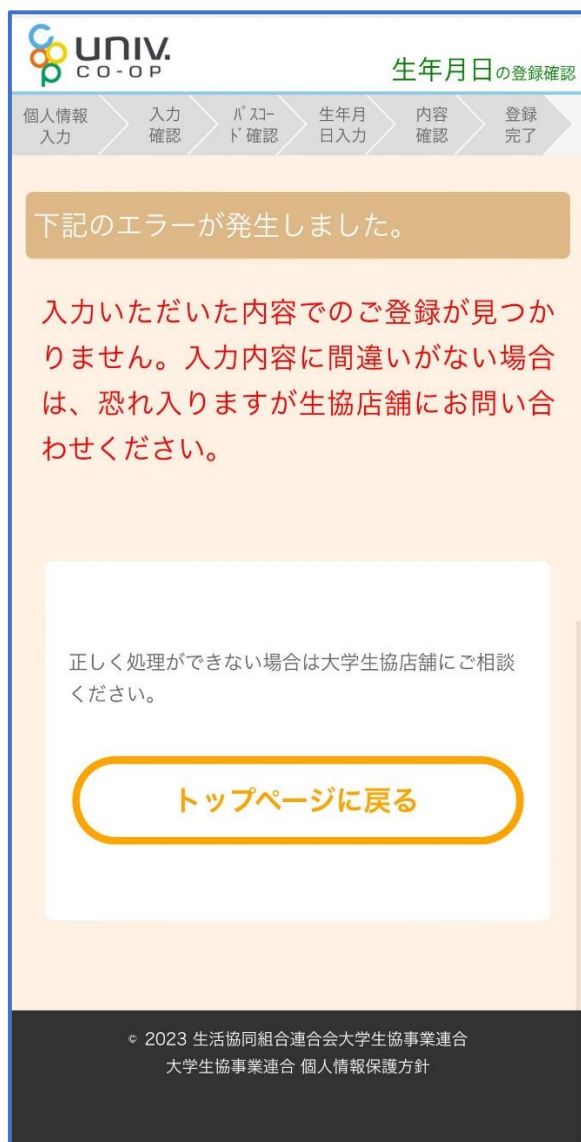 UNIV.
CO-OP
生年月日の登録確認
個人情報
入力
入力
確認
ﾊﾟｽｺｰ
ﾄﾞ確認
生年月
日入力
内容
確認
登録
完了
下記のエラーが発生しました。
入力いただいた内容でのご登録が見つか
りません。入力内容に間違いがない場合
は、恐れ入りますが生協店舗にお問い合
わせください。
正しく処理ができない場合は大学生協店舗にご相談
ください。
トップページに戻る
© 2023 生活協同組合連合会大学生協事業連合
大学生協事業連合 個人情報保護方針